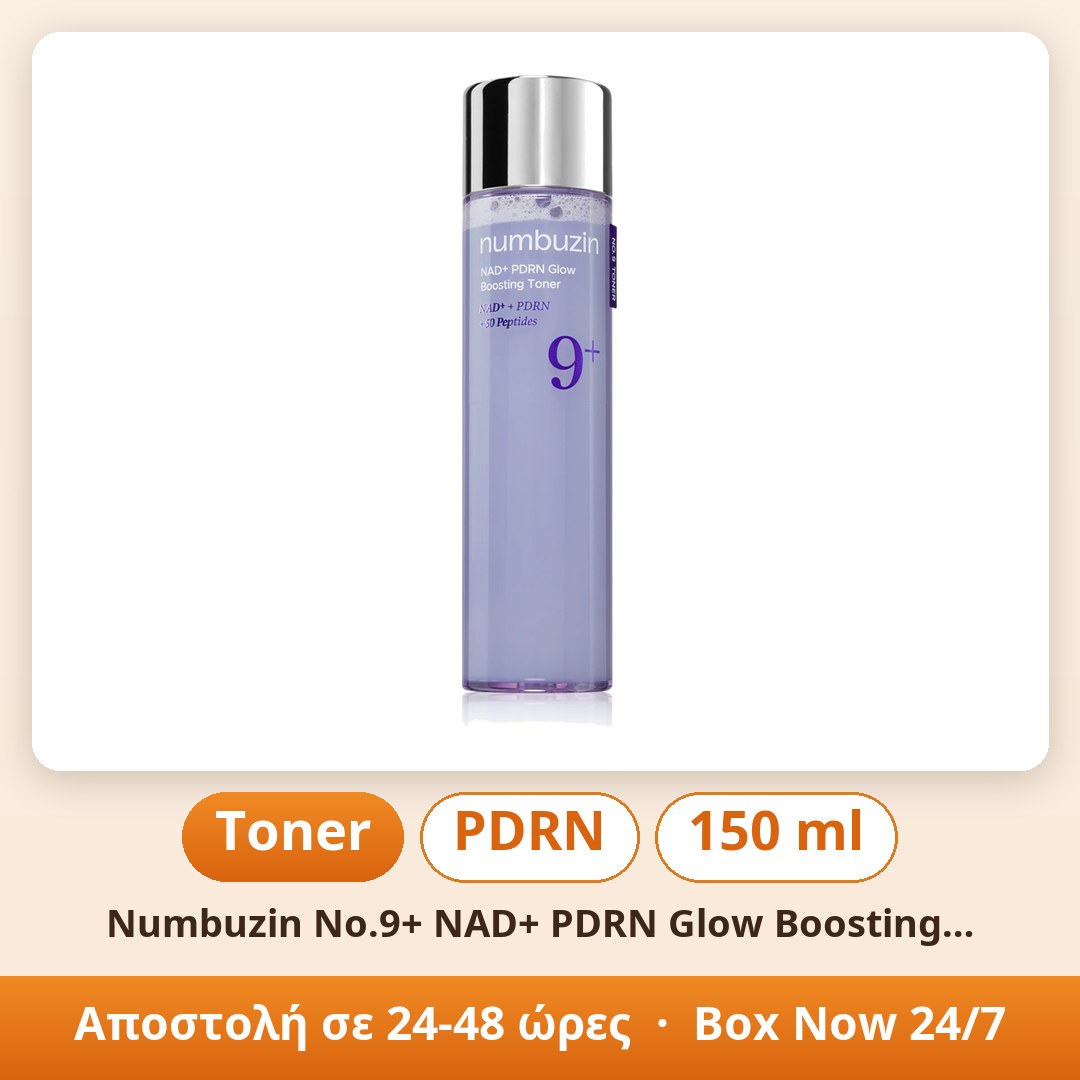 numbuzin
NAD+ PDRN Glow
Boosting Toner
NAD+ + PDRN
+ 50 Peptides
9+
NO.9 TONER
Toner
PDRN
150 ml
Numbuzin No.9+ NAD+ PDRN Glow Boosting...
Αποστολή σε 24-48 ώρες · Box Now 24/7